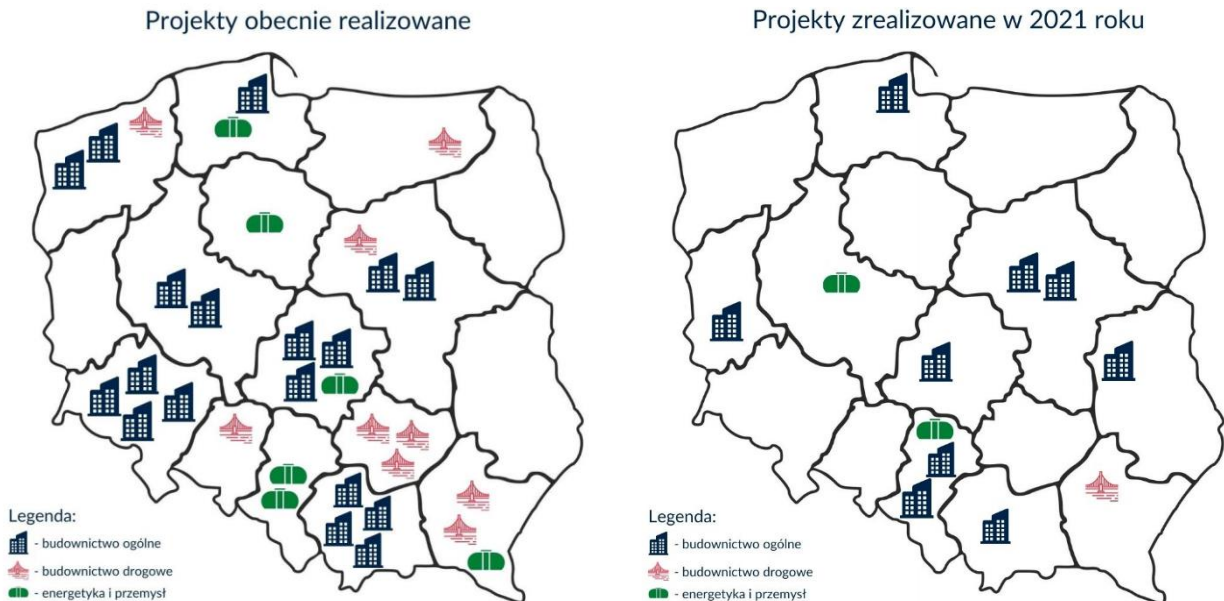 Projekty obecnie realizowane
Legenda:
- budownictwo ogólne
- budownictwo drogowe
- energetyka i przemysł
Projekty zrealizowane w 2021 roku
Legenda:
- budownictwo ogólne
- budownictwo drogowe
- energetyka i przemysł